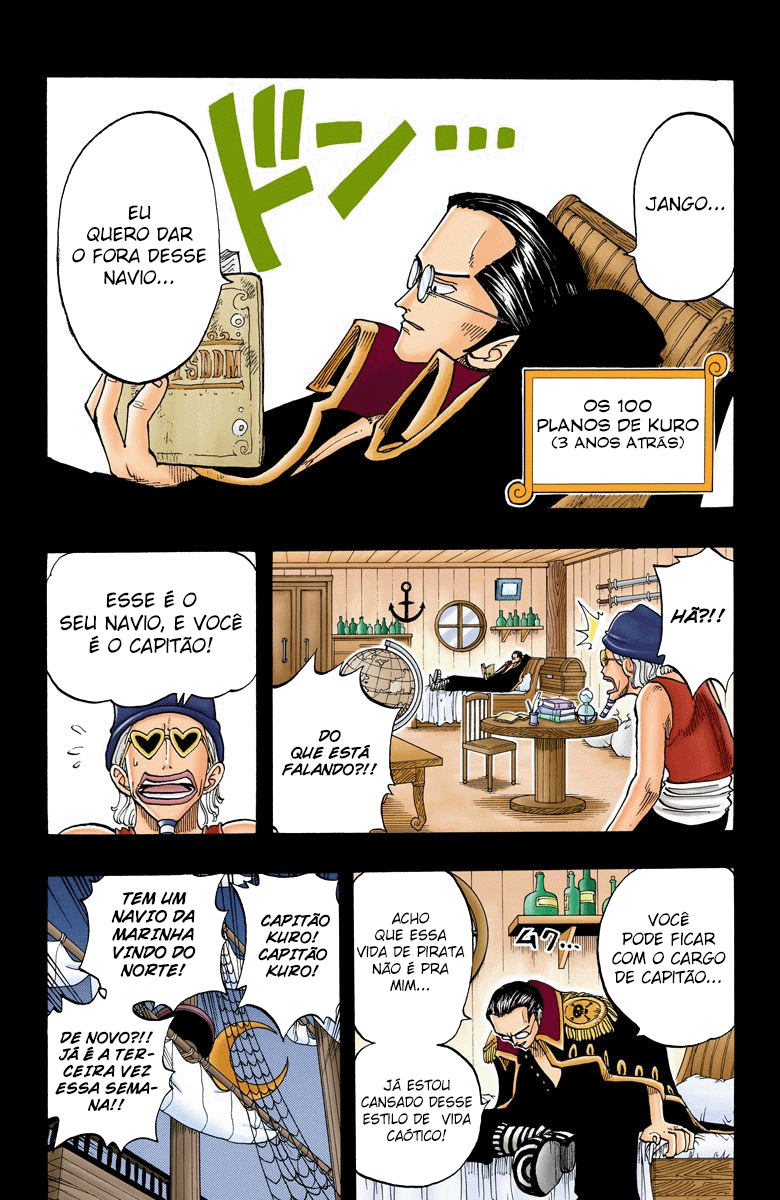 JANGO...
ドン...
EU
QUERO DAR
O FORA DESSE
NAVIO...
OS 100
PLANOS DE KURO
(3 ANOS ATRÁS)
HÃ?!!
DO
QUE ESTÁ
FALANDO?!!
ESSE É O
SEU NAVIO, E VOCÊ
É O CAPITÃO!
VOCÊ
PODE FICAR
COM O CARGO
DE CAPITÃO...
ムク...
ACHO
QUE ESSA
VIDA DE PIRATA
NÃO É PRA
MIM...
JÁ ESTOU
CANSADO DESSE
ESTILO DE VIDA
CAÓTICO!
CAPITÃO
KURO!
CAPITÃO
KURO!
TEM UM
NAVIO DA
MARINHA
VINDO DO
NORTE!
DE NOVO?!!
JÁ É A TER-
CEIRA VEZ
ESSA SEMA-
NA!!